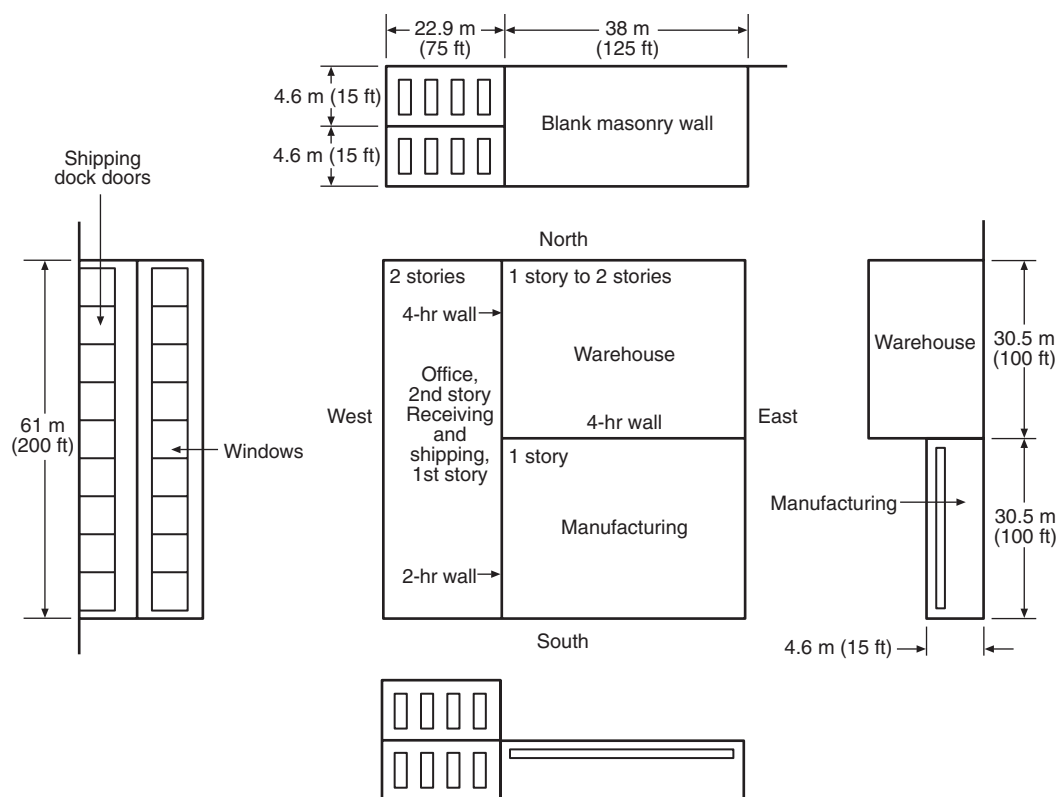 22.9 m
(75 ft)
38 m
(125 ft)
4.6 m (15 ft)
4.6 m (15 ft)
Blank masonry wall
Shipping
dock doors
North
2 stories
1 story to 2 stories
4-hr wall
Warehouse
Warehouse
30.5 m
(100 ft)
61 m
(200 ft)
Windows
West
Office,
2nd story
Receiving
and
shipping,
1st story
4-hr wall
East
1 story
Manufacturing
Manufacturing
30.5 m
(100 ft)
2-hr wall
South
4.6 m (15 ft)